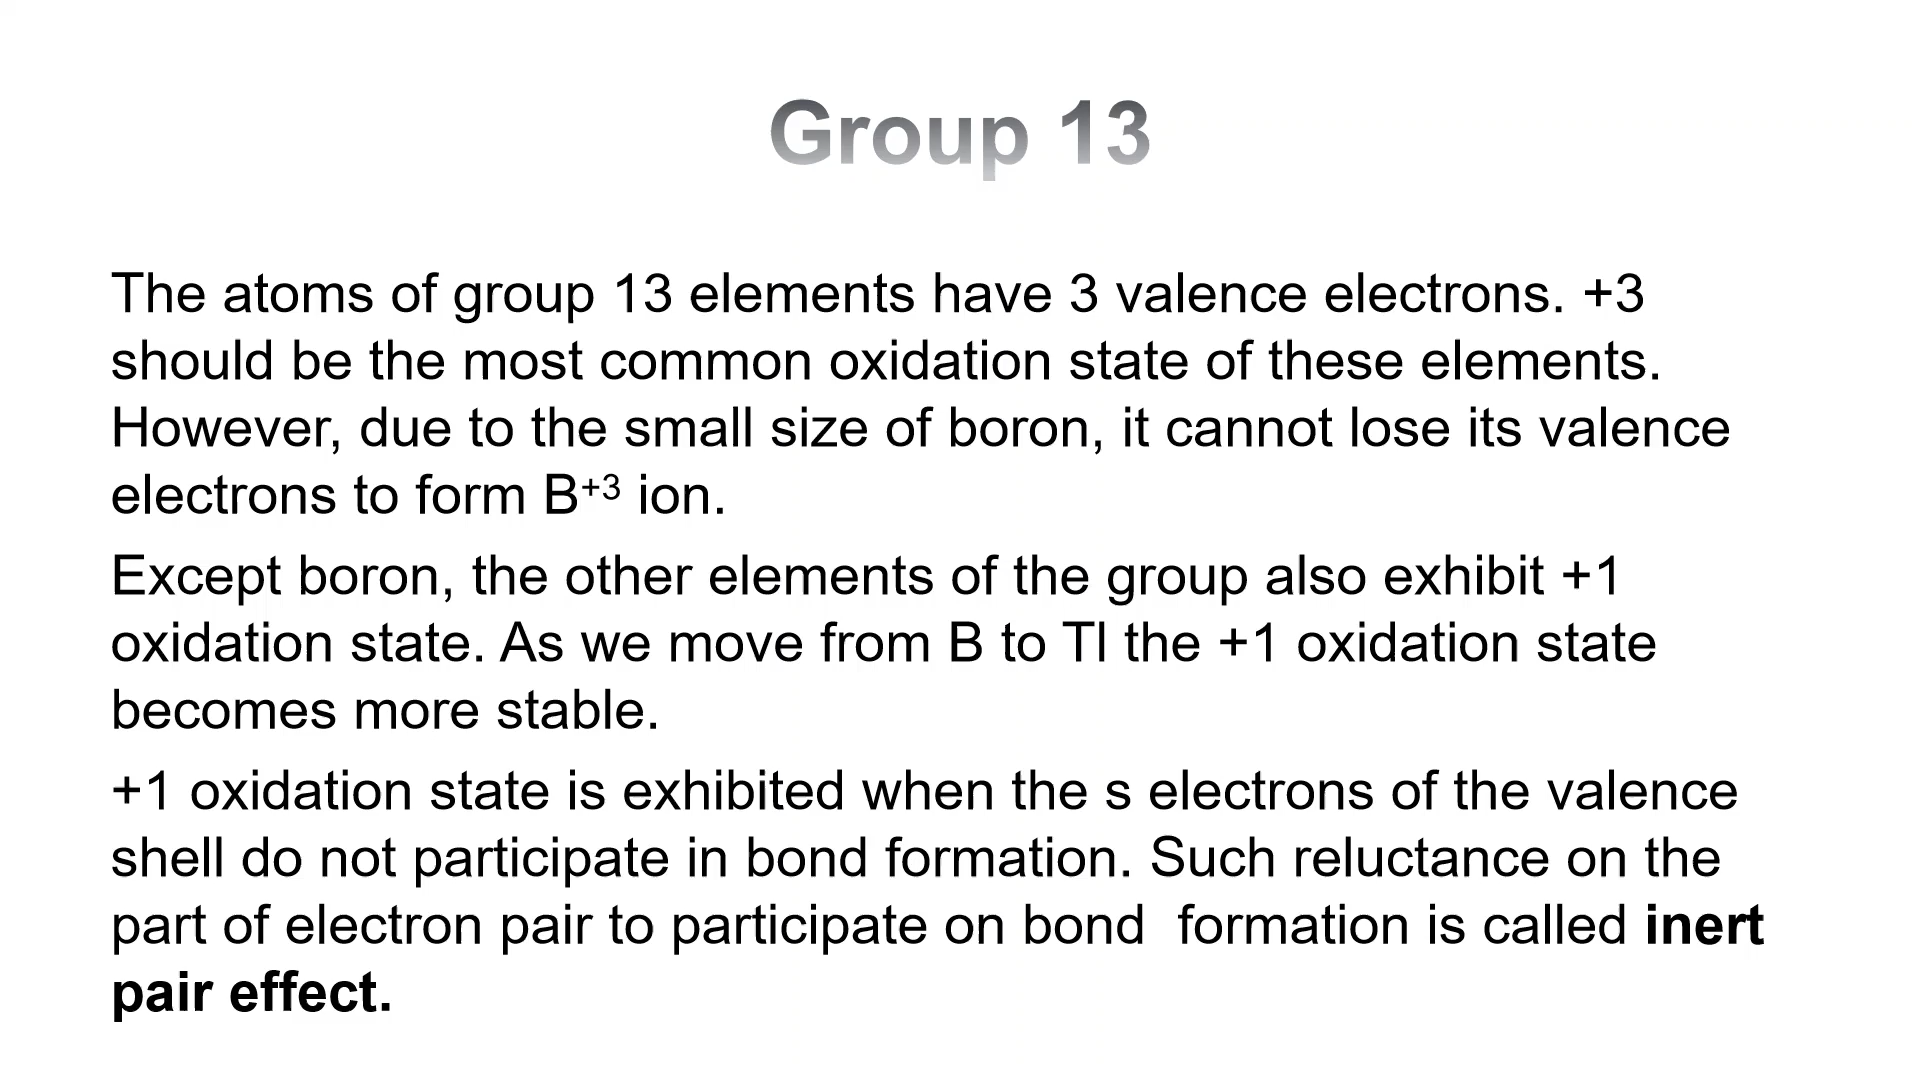 Group 13
The atoms of group 13 elements have 3 valence electrons. +3
should be the most common oxidation state of these elements.
However, due to the small size of boron, it cannot lose its valence
electrons to form B⁺³ ion.
Except boron, the other elements of the group also exhibit +1
oxidation state. As we move from B to Tl the +1 oxidation state
becomes more stable.
+1 oxidation state is exhibited when the s electrons of the valence
shell do not participate in bond formation. Such reluctance on the
part of electron pair to participate on bond  formation is called inert
pair effect.